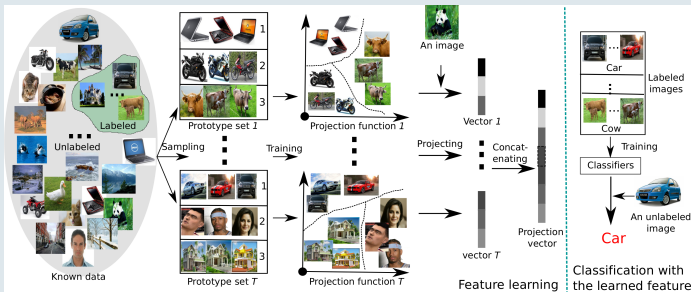 An image
1
2
3
Labeled
Unlabeled
Prototype set 1
Projection function 1
Vector 1
Sampling
Training
Projecting
Concat-
enating
1
2
3
Known data
Prototype set T
Projection function T
vector T
Projection
vector
Feature learning
Car
Cow
Labeled
images
Training
Classifiers
An unlabeled
image
Car
Classification with
the learned feature